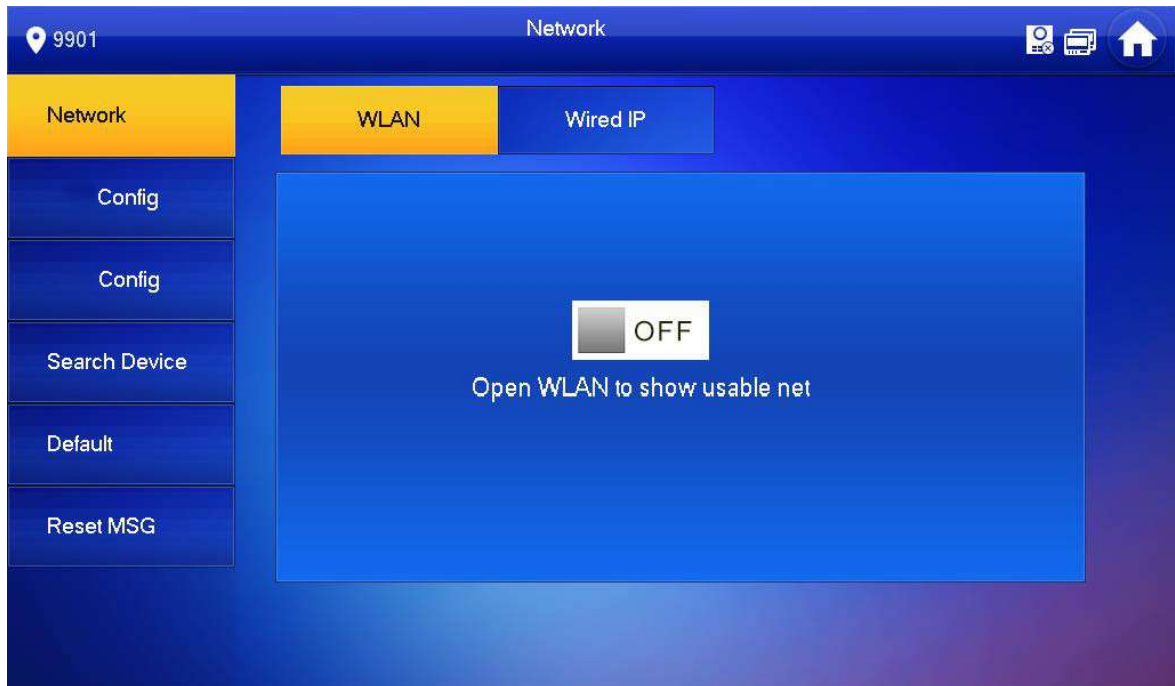 9901
Network
Network
WLAN
Wired IP
Config
Config
Search Device
Default
Reset MSG
OFF
Open WLAN to show usable net